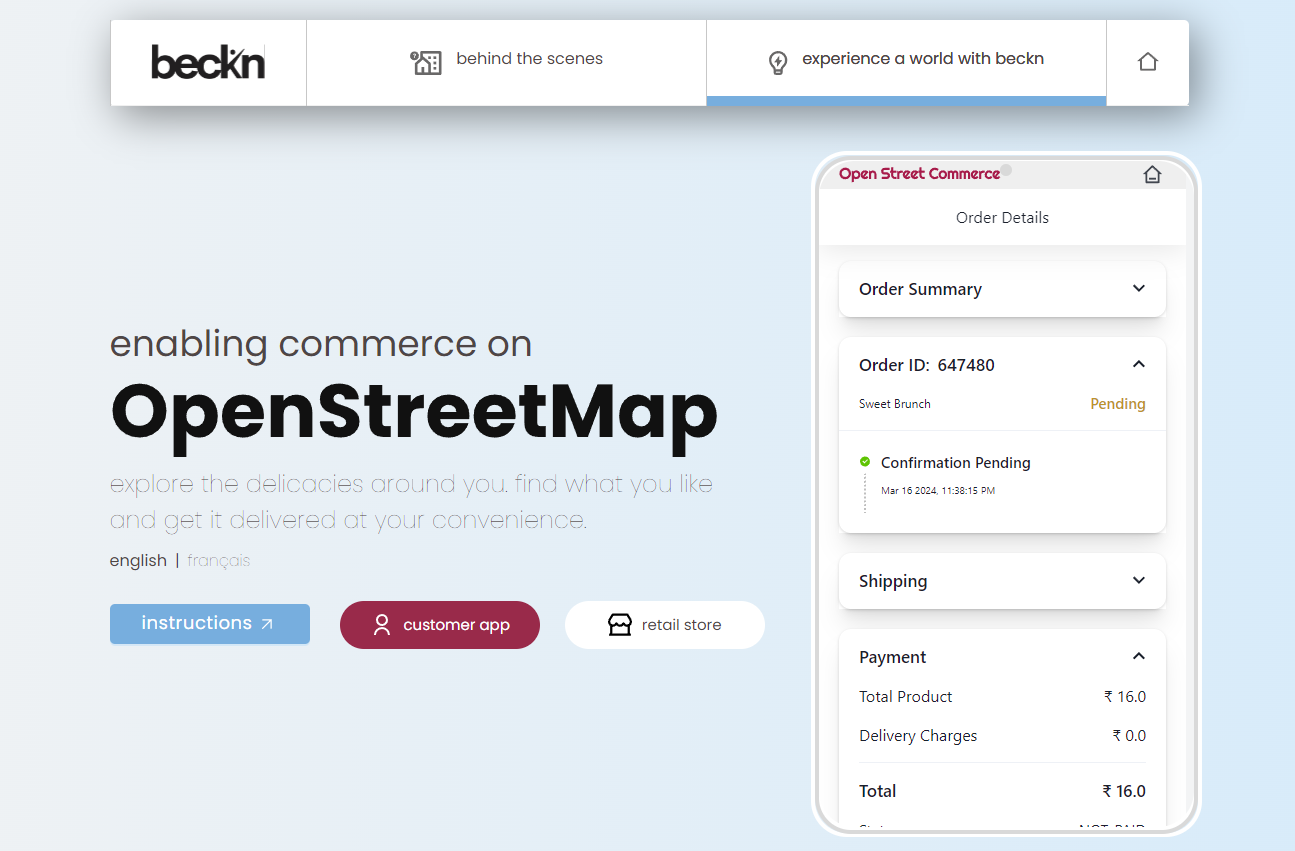 beckn
behind the scenes
experience a world with beckn
enabling commerce on
OpenStreetMap
explore the delicacies around you. find what you like
and get it delivered at your convenience.
english | français
instructions
customer app
retail store
Open Street Commerce
Order Details
Order Summary
Order ID: 647480
Sweet Brunch Pending
Confirmation Pending
Mar 16 2024, 11:38:15 PM
Shipping
Payment
Total Product ₹ 16.0
Delivery Charges ₹ 0.0
Total ₹ 16.0